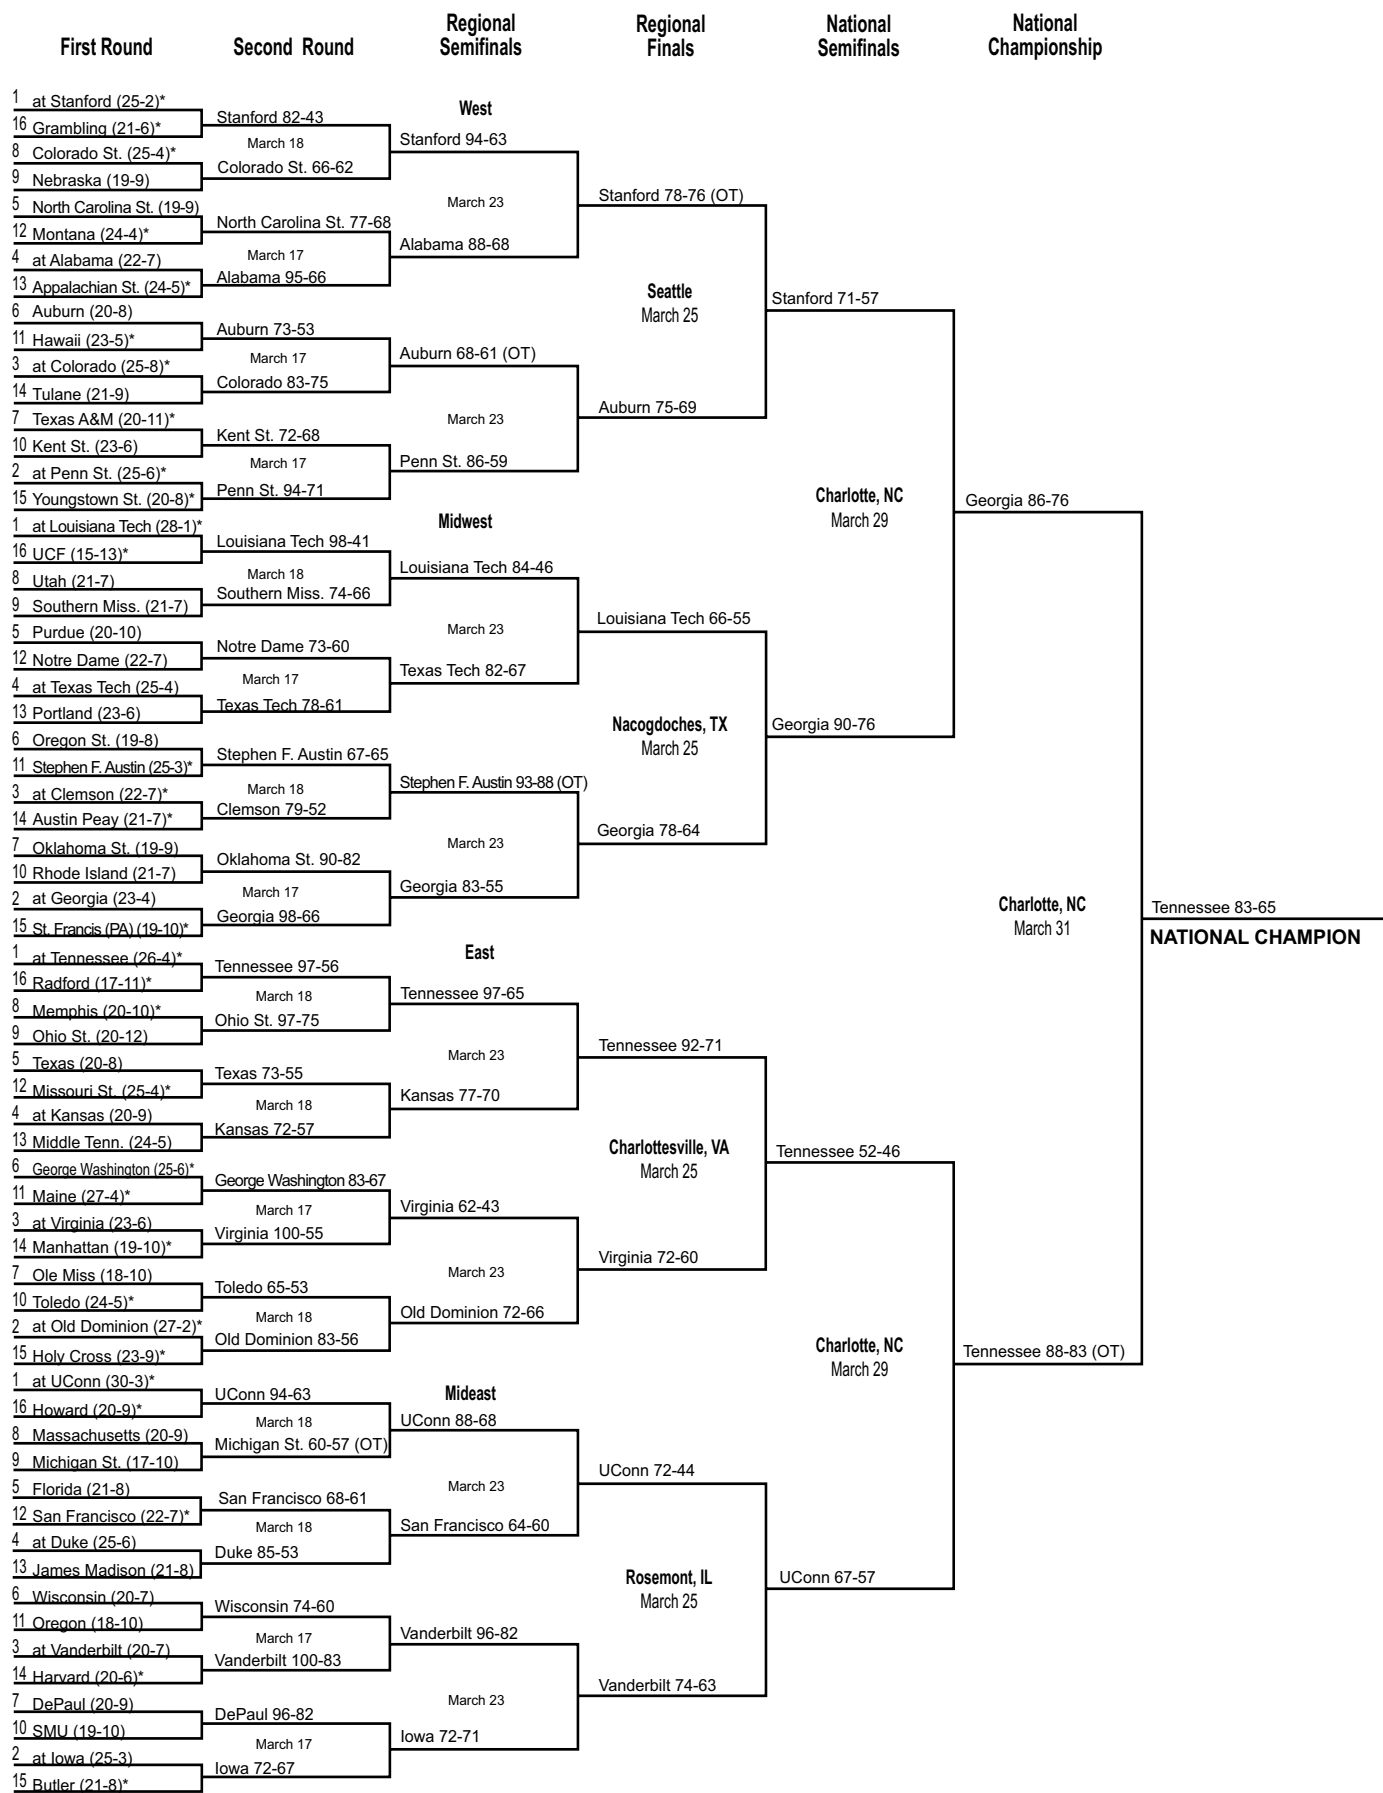 First Round
Second Round
Regional
Semifinals
Regional
Finals
National
Semifinals
National
Championship
1 at Stanford (25-2)*
16 Grambling (21-6)*
8 Colorado St. (25-4)*
9 Nebraska (19-9)
5 North Carolina St. (19-9)
12 Montana (24-4)*
4 at Alabama (22-7)
13 Appalachian St. (24-5)*
6 Auburn (20-8)
11 Hawaii (23-5)*
3 at Colorado (25-8)*
14 Tulane (21-9)
7 Texas A&M (20-11)*
10 Kent St. (23-6)
2 at Penn St. (25-6)*
15 Youngstown St. (20-8)*
1 at Louisiana Tech (28-1)*
16 UCF (15-13)*
8 Utah (21-7)
9 Southern Miss. (21-7)
5 Purdue (20-10)
12 Notre Dame (22-7)
4 at Texas Tech (25-4)
13 Portland (23-6)
6 Oregon St. (19-8)
11 Stephen F. Austin (25-3)*
3 at Clemson (22-7)*
14 Austin Peay (21-7)*
7 Oklahoma St. (19-9)
10 Rhode Island (21-7)
2 at Georgia (23-4)
15 St. Francis (PA) (19-10)*
1 at Tennessee (26-4)*
16 Radford (17-11)*
8 Memphis (20-10)*
9 Ohio St. (20-12)
5 Texas (20-8)
12 Missouri St. (25-4)*
4 at Kansas (20-9)
13 Middle Tenn. (24-5)
6 George Washington (25-6)*
11 Maine (27-4)*
3 at Virginia (23-6)
14 Manhattan (19-10)*
7 Ole Miss (18-10)
10 Toledo (24-5)*
2 at Old Dominion (27-2)*
15 Holy Cross (23-9)*
1 at UConn (30-3)*
16 Howard (20-9)*
8 Massachusetts (20-9)
9 Michigan St. (17-10)
5 Florida (21-8)
12 San Francisco (22-7)*
4 at Duke (25-6)
13 James Madison (21-8)
6 Wisconsin (20-7)
11 Oregon (18-10)
3 at Vanderbilt (20-7)
14 Harvard (20-6)*
7 DePaul (20-9)
10 SMU (19-10)
2 at Iowa (25-3)
15 Butler (21-8)*
Stanford 82-43
March 18
Colorado St. 66-62
North Carolina St. 77-68
March 17
Alabama 95-66
Auburn 73-53
March 17
Colorado 83-75
Kent St. 72-68
March 17
Penn St. 94-71
Louisiana Tech 98-41
March 18
Southern Miss. 74-66
Notre Dame 73-60
March 17
Texas Tech 78-61
Stephen F. Austin 67-65
March 18
Clemson 79-52
Oklahoma St. 90-82
March 17
Georgia 98-66
Tennessee 97-56
March 18
Ohio St. 97-75
Texas 73-55
March 18
Kansas 72-57
George Washington 83-67
March 17
Virginia 100-55
Toledo 65-53
March 18
Old Dominion 83-56
UConn 94-63
March 18
Michigan St. 60-57 (OT)
San Francisco 68-61
March 18
Duke 85-53
Wisconsin 74-60
March 17
Vanderbilt 100-83
DePaul 96-82
March 17
Iowa 72-67
West
Stanford 94-63
March 23
Alabama 88-68
Auburn 68-61 (OT)
March 23
Penn St. 86-59
Midwest
Louisiana Tech 84-46
March 23
Texas Tech 82-67
Stephen F. Austin 93-88 (OT)
March 23
Georgia 83-55
East
Tennessee 97-65
March 23
Kansas 77-70
Virginia 62-43
March 23
Old Dominion 72-66
Mideast
UConn 88-68
March 23
San Francisco 64-60
Vanderbilt 96-82
March 23
Iowa 72-71
Stanford 78-76 (OT)
Seattle
March 25
Auburn 75-69
Louisiana Tech 66-55
Nacogdoches, TX
March 25
Georgia 78-64
Tennessee 92-71
Charlottesville, VA
March 25
Virginia 72-60
UConn 72-44
Rosemont, IL
March 25
Vanderbilt 74-63
Stanford 71-57
Charlotte, NC
March 29
Georgia 90-76
Tennessee 52-46
Charlotte, NC
March 29
UConn 67-57
Georgia 86-76
Charlotte, NC
March 31
Tennessee 88-83 (OT)
Tennessee 83-65
NATIONAL CHAMPION